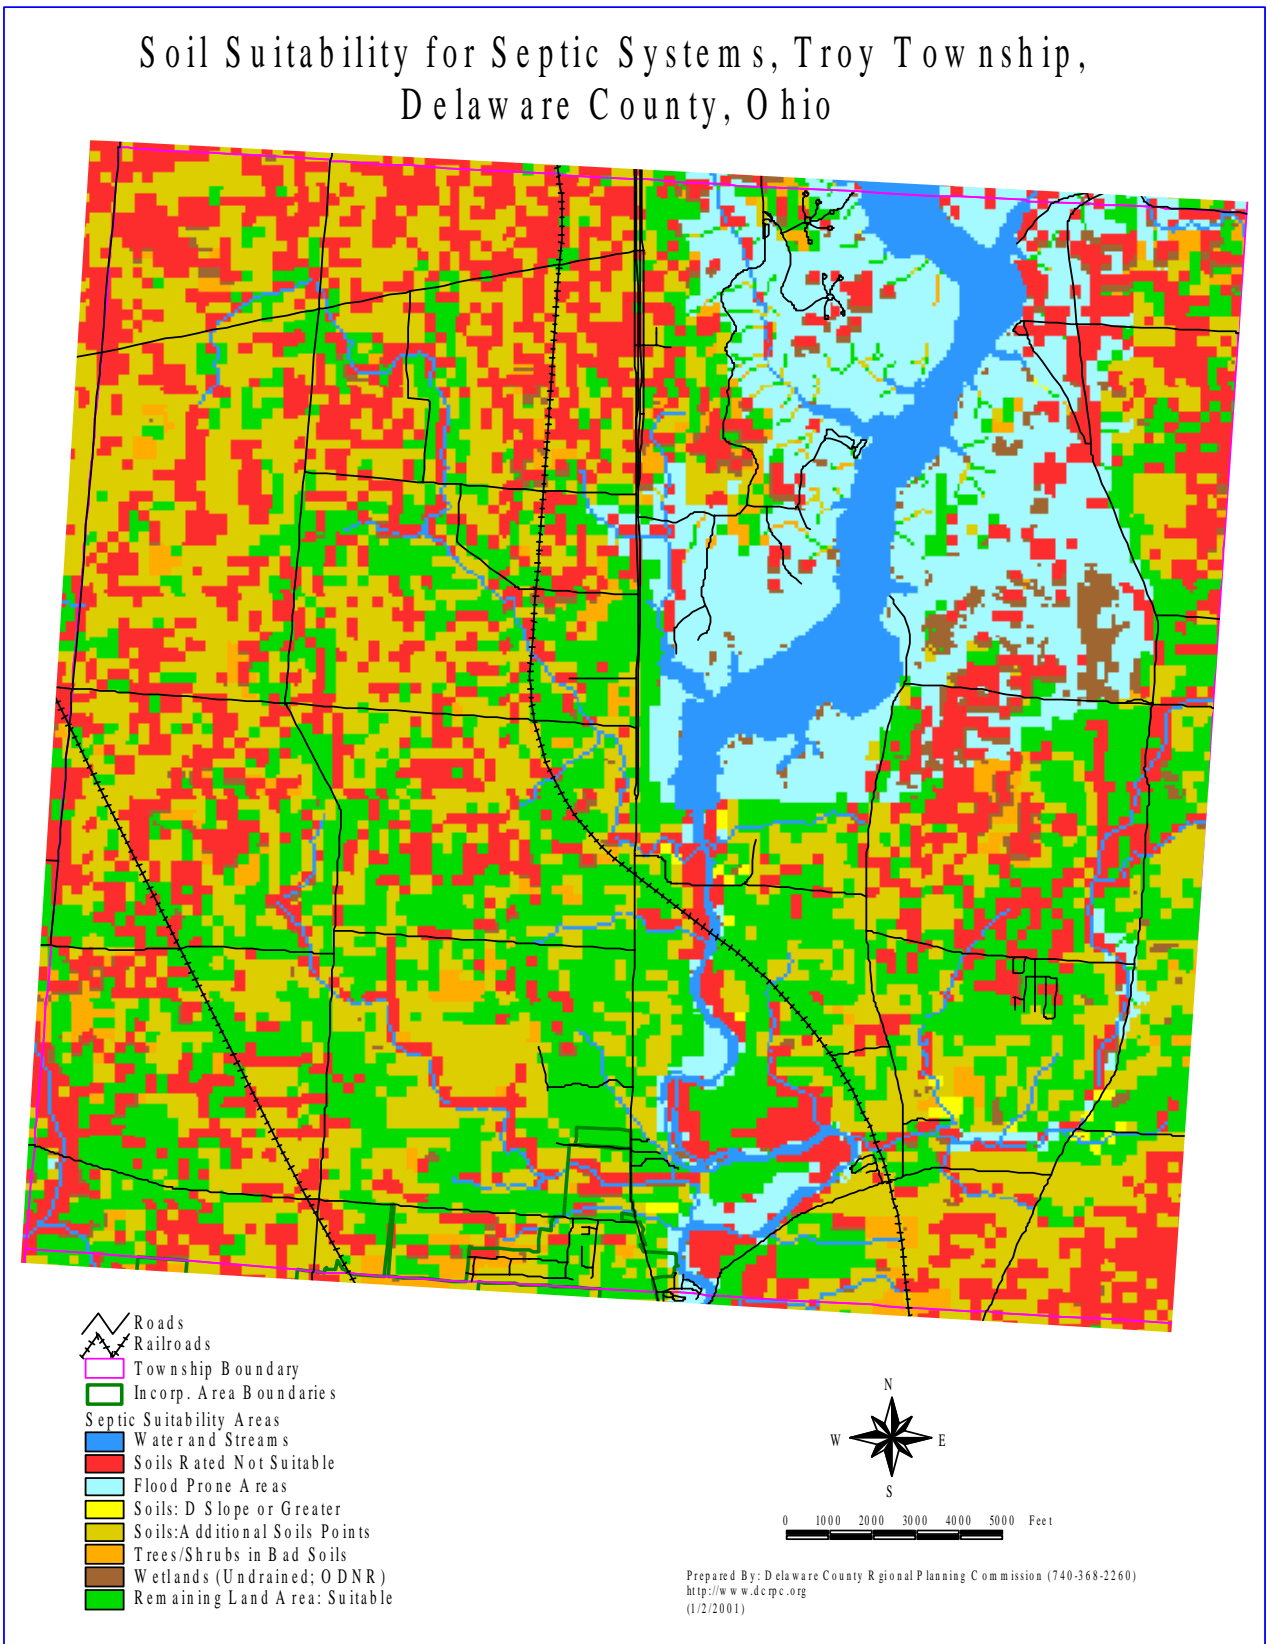 Soil Suitability for Septic Systems, Troy Township,
Delaware County, Ohio
Roads
Railroads
Township Boundary
Incorp. Area Boundaries
Septic Suitability Areas
Water and Streams
Soils Rated Not Suitable
Flood Prone Areas
Soils: D Slope or Greater
Soils:Additional Soils Points
Trees/Shrubs in Bad Soils
Wetlands (Undrained; ODNR)
Remaining Land Area: Suitable
N
W E
S
0 1000 2000 3000 4000 5000 Feet
Prepared By: Delaware County Rgional Planning Commission (740-368-2260)
http://www.dcrpc.org
(1/2/2001)